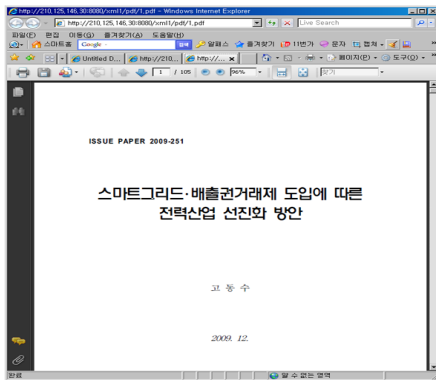 http://210,125,146,30:8080/xml1/pdf/1.pdf - Windows Internet Explorer
http://210,125,146,30:8080/xml1/pdf/1.pdf
Live Search
파일(F) 편집 이동(G) 즐겨찾기(A) 도움말(H)
스마트폼 Google 알패스 즐겨찾기 11번가 문자 캡쳐
Untitled D... http://210... http://... 페이지(P) 도구(O)
1 / 105 96% 찾기
ISSUE PAPER 2009-251
스마트그리드·배출권거래제 도입에 따른
전력산업 선진화 방안
고 동 수
2009. 12.
완료 알 수 없는 영역